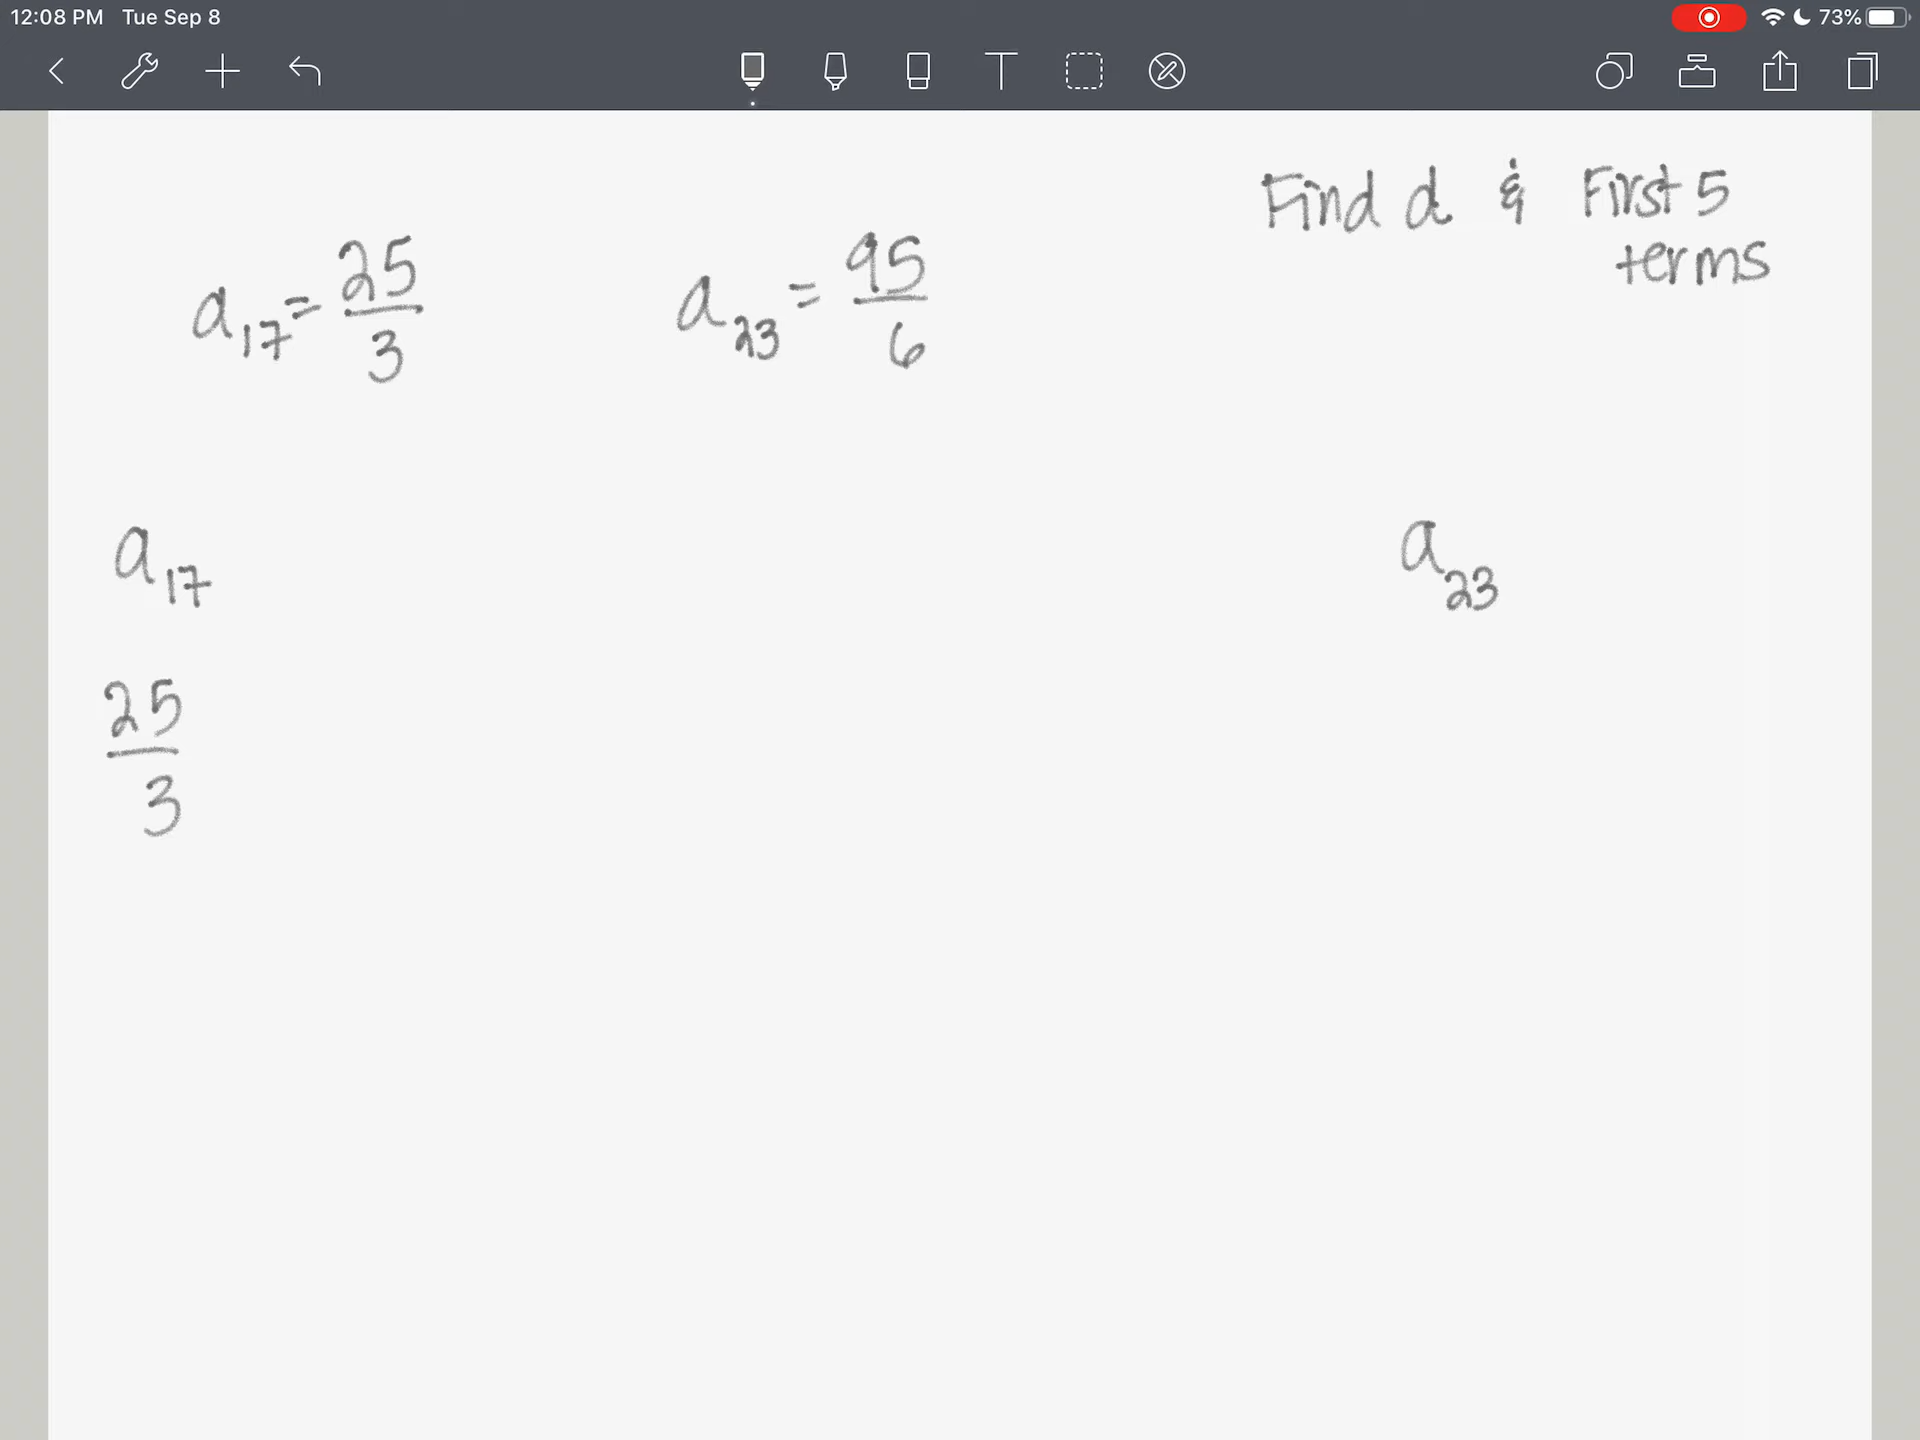 12:08 PM Tue Sep 8 73%
T
Find d & First 5
terms
a₁₇ = 25/3 a₂₃ = 95/6
a₁₇ a₂₃
25/3